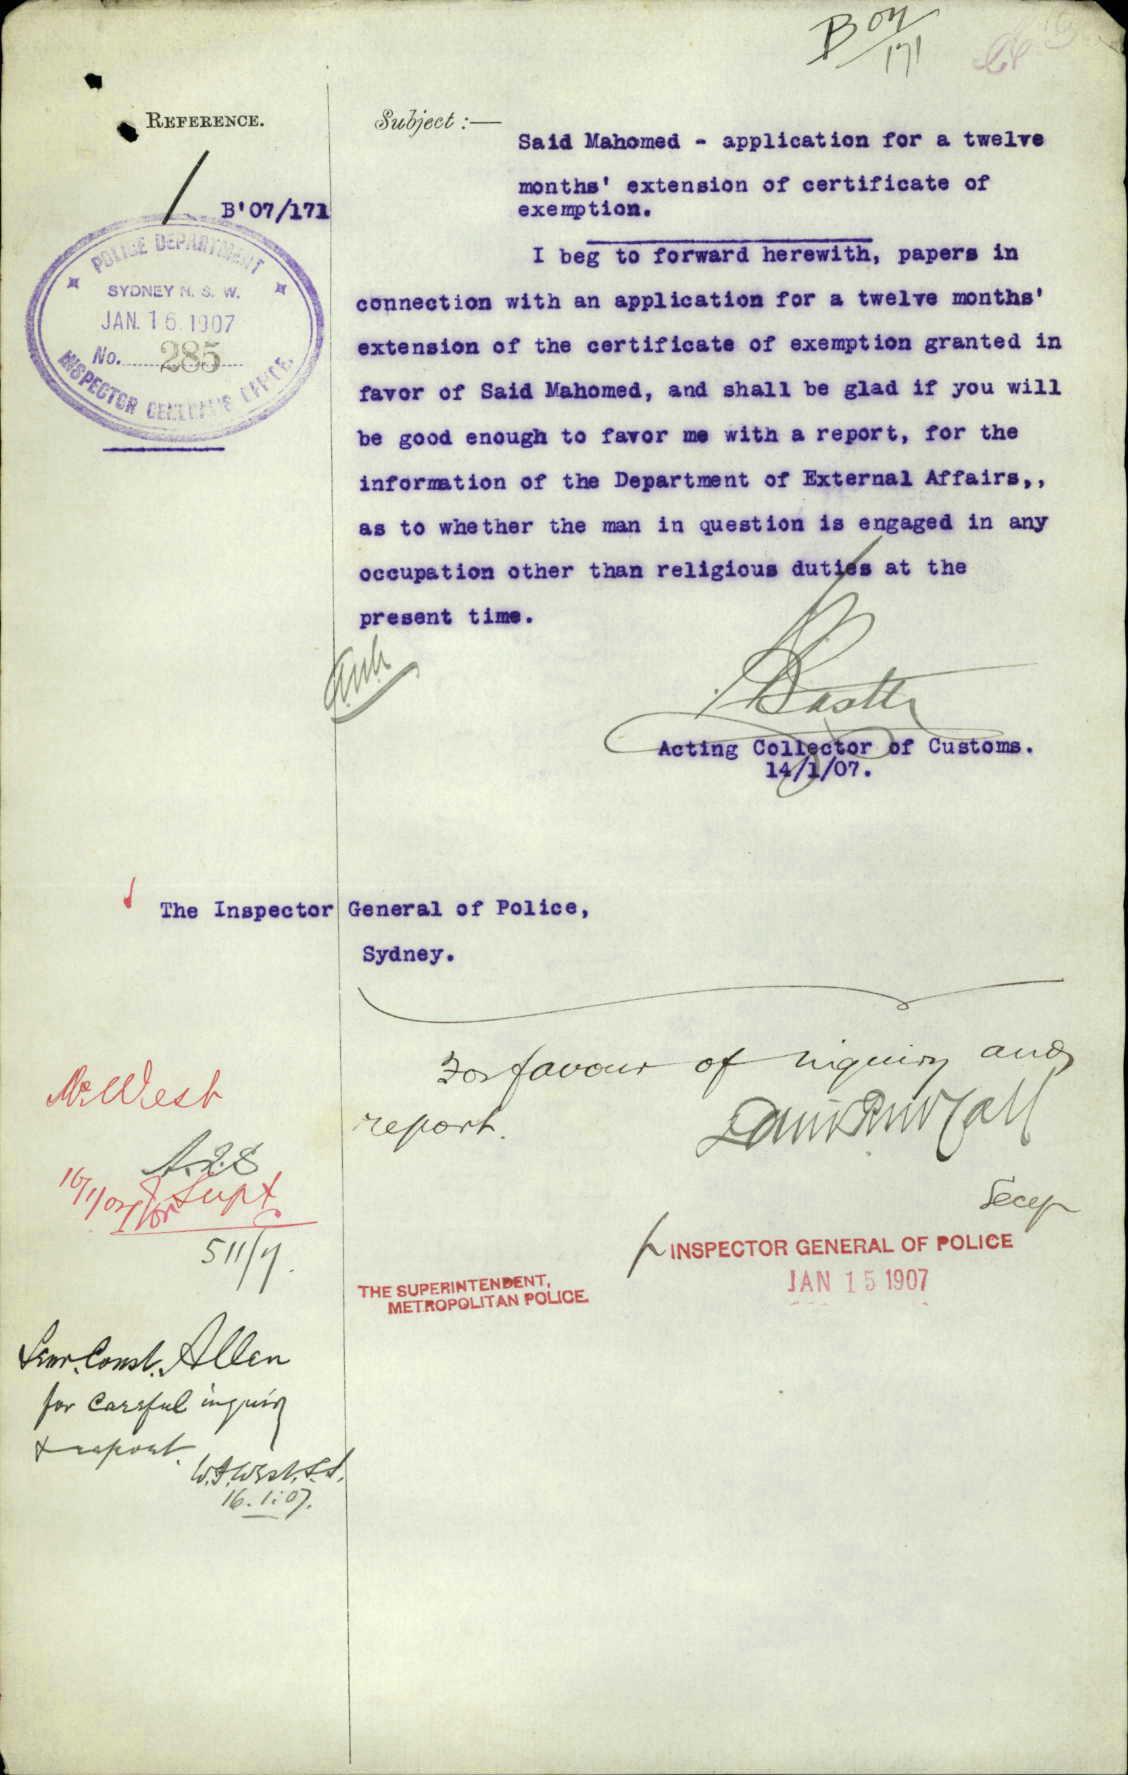 B 07/171
REFERENCE.
Subject :—
Said Mahomed - application for a twelve
months' extension of certificate of
exemption.
B'07/171
POLICE DEPARTMENT
SYDNEY N. S. W.
JAN. 16. 1907
No. 285
INSPECTOR GENERAL'S OFFICE.
I beg to forward herewith, papers in
connection with an application for a twelve months'
extension of the certificate of exemption granted in
favor of Said Mahomed, and shall be glad if you will
be good enough to favor me with a report, for the
information of the Department of External Affairs,,
as to whether the man in question is engaged in any
occupation other than religious duties at the
present time.
Acting Collector of Customs.
14/1/07.
The Inspector General of Police,
Sydney.
For favour of inquiry and
report.
Secy
p INSPECTOR GENERAL OF POLICE
JAN 15 1907
THE SUPERINTENDENT,
METROPOLITAN POLICE.
Mr. West
16/1/07
Supt
511/7.
Senr. Const. Allen
for careful inquiry
& report.
W.J. West. S.I.
16.1.07.